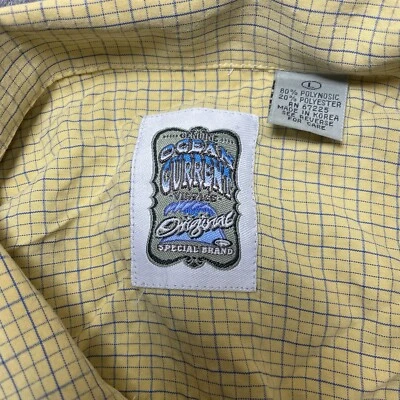 GENUINE
OCEAN
CURRENT
Original
SPECIAL BRAND
L
80% POLYNOSIC
20% POLYESTER
RN 67225
MADE IN KOREA
SEE REVERSE
FOR CARE